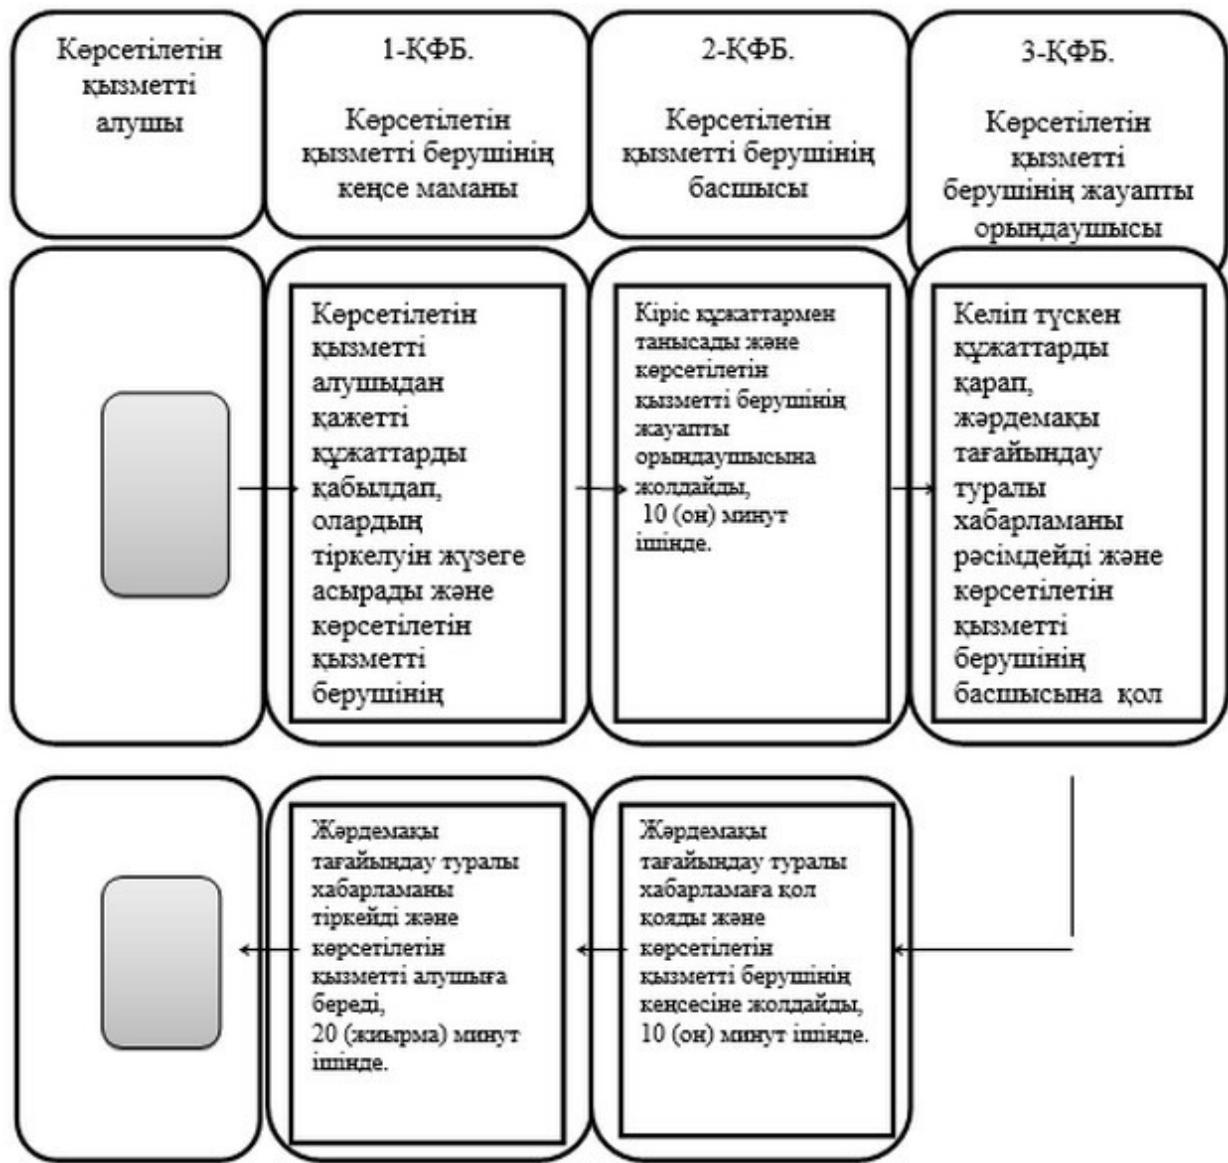 Көрсетілетін
қызметті
алушы
1-ҚФБ.
Көрсетілетін
қызметті берушінің
кеңсе маманы
2-ҚФБ.
Көрсетілетін
қызметті берушінің
басшысы
3-ҚФБ.
Көрсетілетін
қызметті
берушінің жауапты
орындаушысы
Көрсетілетін
қызметті
алушыдан
қажетті
құжаттарды
қабылдап,
олардың
тіркелуін жүзеге
асырады және
көрсетілетін
қызметті
берушінің
Кіріс құжаттармен
танысады және
көрсетілетін
қызметті берушінің
жауапты
орындаушысына
жолдайды,
10 (он) минут
ішінде.
Келіп түскен
құжаттарды
қарап,
жәрдемақы
тағайындау
туралы
хабарламаны
рәсімдейді және
көрсетілетін
қызметті
берушінің
басшысына қол
Жәрдемақы
тағайындау туралы
хабарламаны
тіркейді және
көрсетілетін
қызметті алушыға
береді,
20 (жиырма) минут
ішінде.
Жәрдемақы
тағайындау туралы
хабарламаға қол
қояды және
көрсетілетін
қызметті берушінің
кеңсесіне жолдайды,
10 (он) минут ішінде.